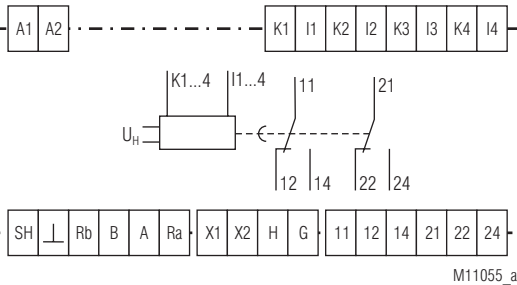 A1 A2 K1 I1 K2 I2 K3 I3 K4 I4
K1...4 I1...4 11 21
UH
12 14 22 24
SH ⊥ Rb B A Ra X1 X2 H G 11 12 14 21 22 24
M11055_a